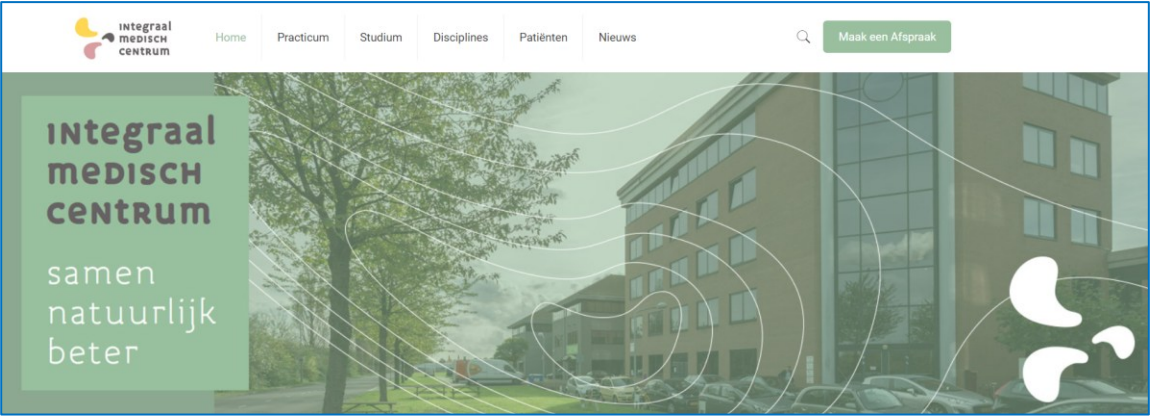 iNtegraal
meDiscH
ceNtRum
Home
Practicum
Studium
Disciplines
Patiënten
Nieuws
Maak een Afspraak
iNtegraal
meDiscH
ceNtRum
samen
natuurlijk
beter